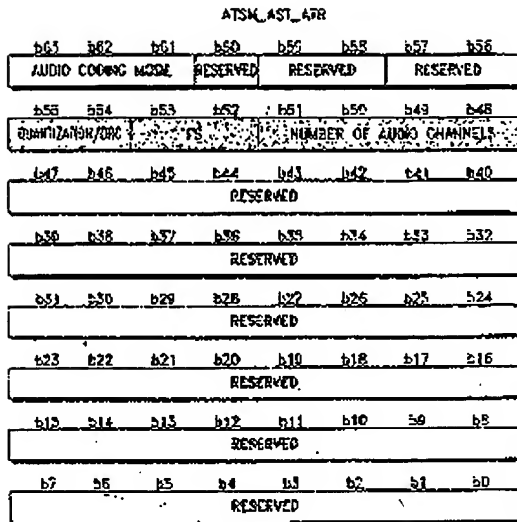 ATSM_AST_ATR
b63 b62 b61 b60 b59 b58 b57 b56
AUDIO CODING MODE RESERVED RESERVED RESERVED
b55 b54 b53 b52 b51 b50 b49 b48
QUANTIZATION/DRC FS NUMBER OF AUDIO CHANNELS
b47 b46 b45 b44 b43 b42 b41 b40
RESERVED
b39 b38 b37 b36 b35 b34 b33 b32
RESERVED
b31 b30 b29 b28 b27 b26 b25 b24
RESERVED
b23 b22 b21 b20 b19 b18 b17 b16
RESERVED
b15 b14 b13 b12 b11 b10 b9 b8
RESERVED
b7 b6 b5 b4 b3 b2 b1 b0
RESERVED